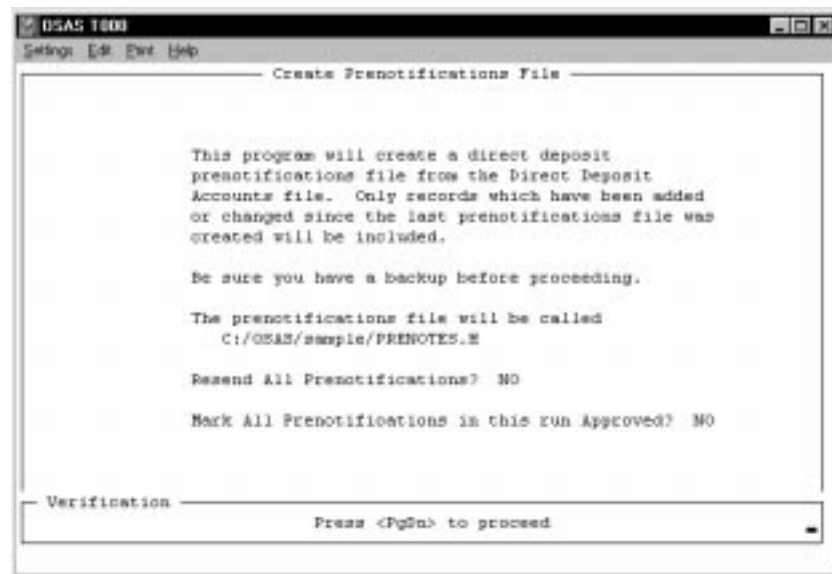 OSAS T000
Settings Edit Print Help
Create Prenotifications File
This program will create a direct deposit
prenotifications file from the Direct Deposit
Accounts file. Only records which have been added
or changed since the last prenotifications file was
created will be included.
Be sure you have a backup before proceeding.
The prenotifications file will be called
C:/OSAS/sample/PRENOTES.H
Resend All Prenotifications? NO
Mark All Prenotifications in this run Approved? NO
Verification
Press <PgDn> to proceed